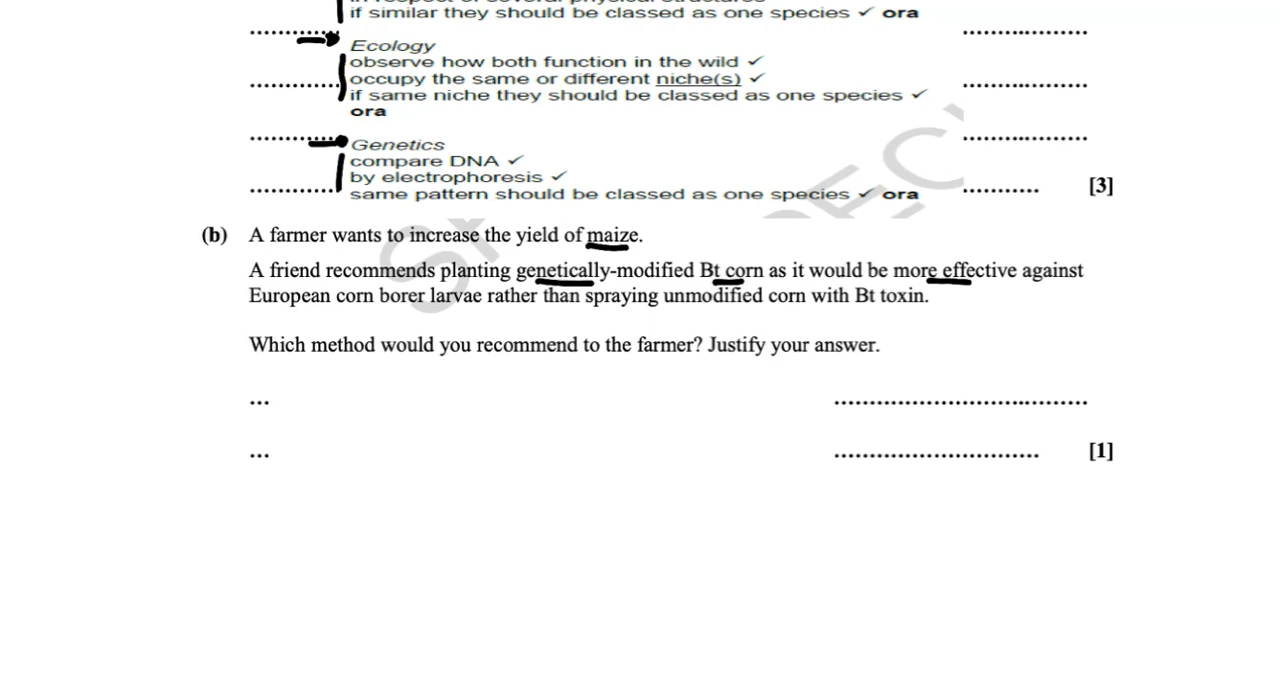 if similar they should be classed as one species ✓ ora
Ecology
observe how both function in the wild ✓
occupy the same or different niche(s) ✓
if same niche they should be classed as one species ✓
ora
Genetics
compare DNA ✓
by electrophoresis ✓
same pattern should be classed as one species ✓ ora
[3]
(b) A farmer wants to increase the yield of maize.
A friend recommends planting genetically-modified Bt corn as it would be more effective against
European corn borer larvae rather than spraying unmodified corn with Bt toxin.
Which method would you recommend to the farmer? Justify your answer.
... ..............................
... .............................. [1]